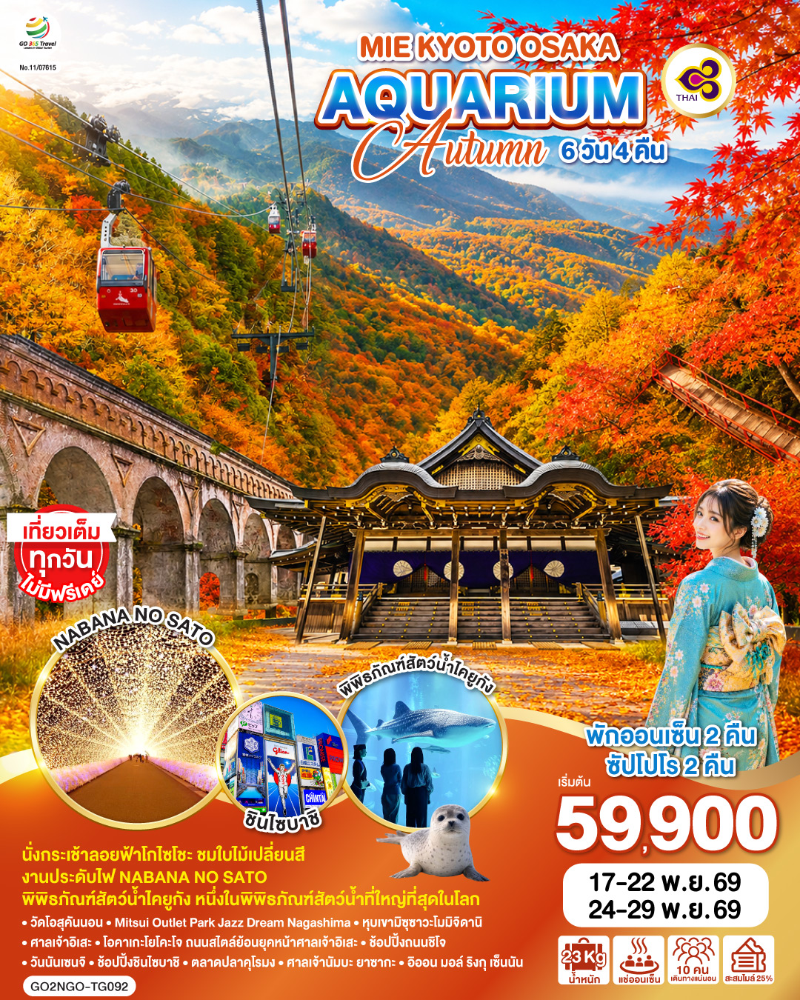 GO 365 Travel
Leaders in Global Tourism
No.11/07615
MIE KYOTO OSAKA
AQUARIUM
Autumn 6 วัน 4 คืน
THAI
เที่ยวเต็ม
ทุกวัน
ไม่มีฟรีเดย์
NABANA NO SATO
พิพิธภัณฑ์สัตว์น้ำไคยูกัง
Glico
CHINTAI
ชินไซบาชิ
พักออนเซ็น 2 คืน
ซัปโปโร 2 คืน
เริ่มต้น
59,900
17-22 พ.ย. 69
24-29 พ.ย. 69
นั่งกระเช้าลอยฟ้าโกไซโชะ ชมใบไม้เปลี่ยนสี
งานประดับไฟ NABANA NO SATO
พิพิธภัณฑ์สัตว์น้ำไคยูกัง หนึ่งในพิพิธภัณฑ์สัตว์น้ำที่ใหญ่ที่สุดในโลก
• วัดโอสุคันนอน • Mitsui Outlet Park Jazz Dream Nagashima • หุบเขามิซุซาวะโมมิจิดานิ
• ศาลเจ้าอิเสะ • โอคาเกะโยโคะโจ ถนนสไตล์ย้อนยุคหน้าศาลเจ้าอิเสะ • ช้อปปิ้งถนนชิโจ
• วันนันเซนจิ • ช้อปปิ้งชินไซบาชิ • ตลาดปลาคุโรมง • ศาลเจ้านัมบะ ยาซากะ • อิออน มอล์ ริงกุ เซ็นนัน
GO2NGO-TG092
23 Kg
น้ำหนัก
แช่ออนเซ็น
10 คน
เดินทางแน่นอน
สะสมไมล์ 25%